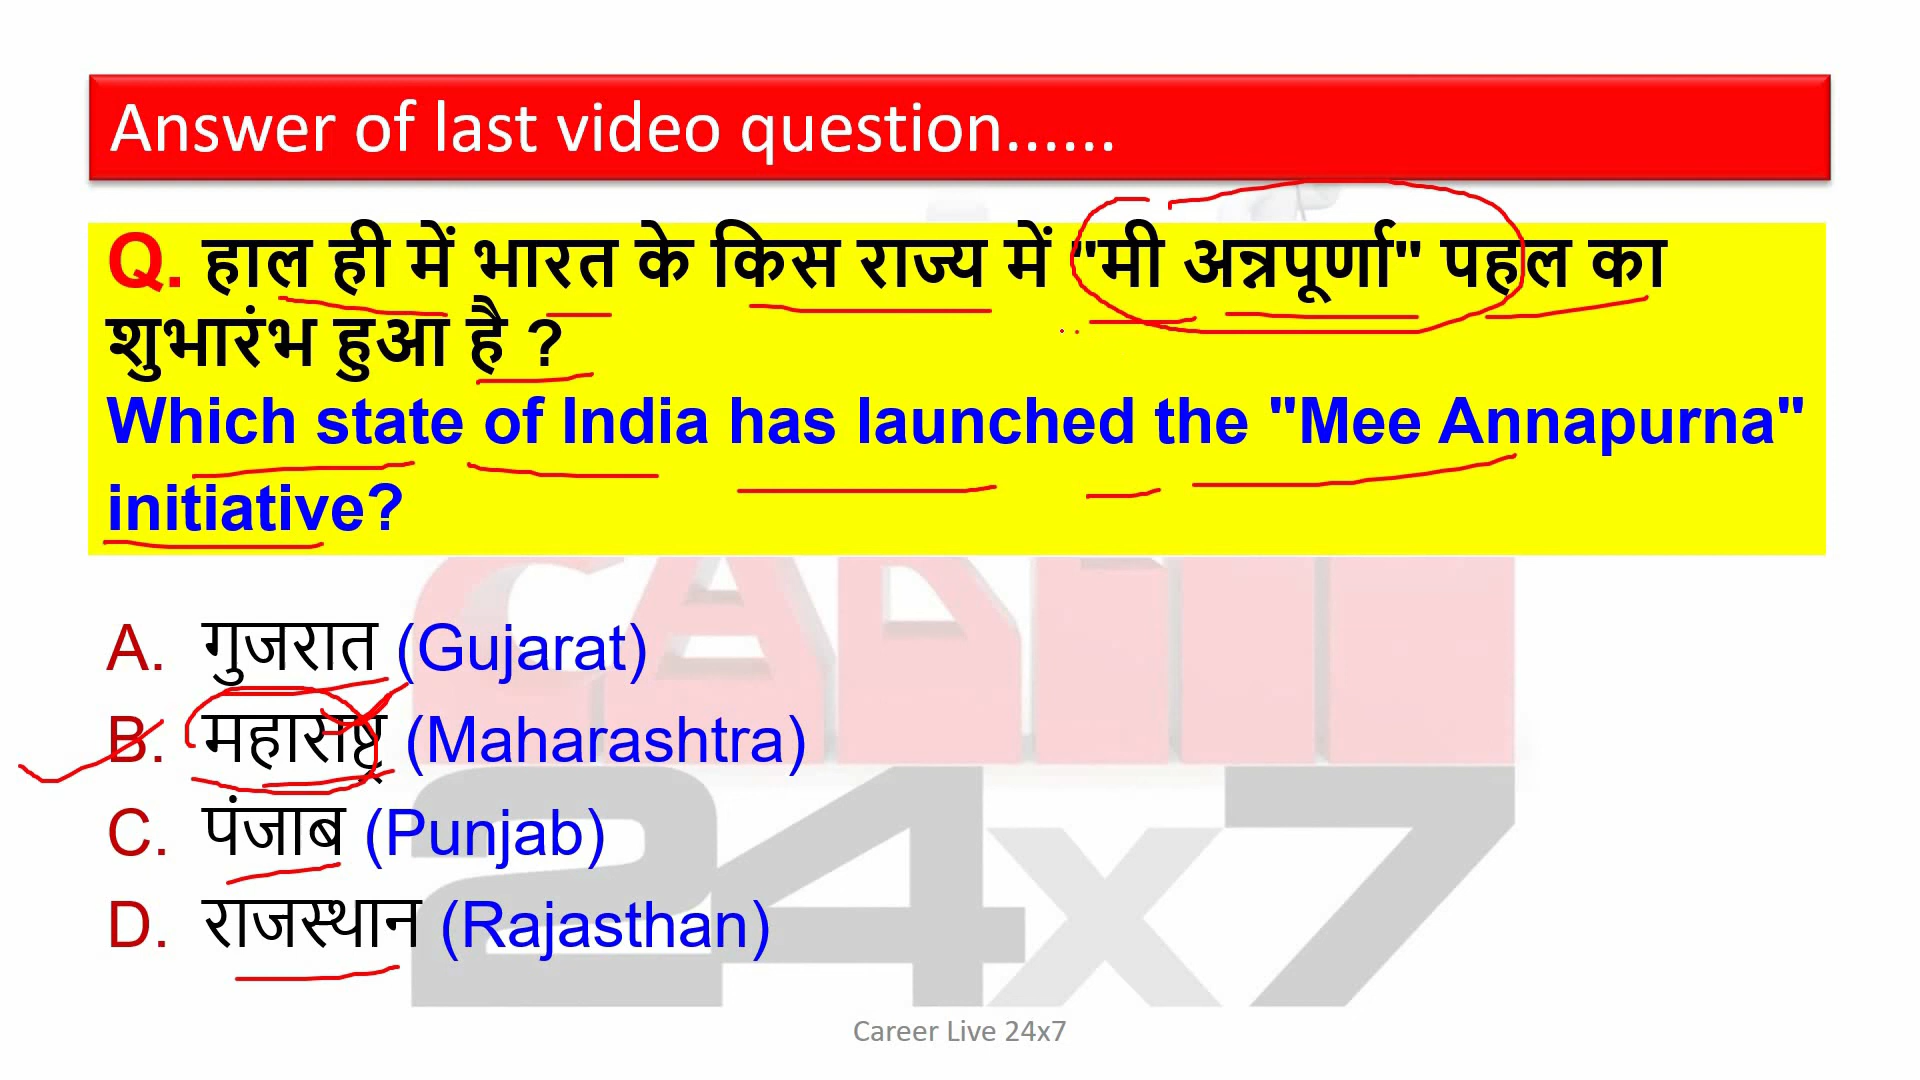 Answer of last video question......
Q. हाल ही में भारत के किस राज्य में "मी अन्नपूर्णा" पहल का
शुभारंभ हुआ है ?
Which state of India has launched the "Mee Annapurna"
initiative?
A. गुजरात (Gujarat)
B. महाराष्ट्र (Maharashtra)
C. पंजाब (Punjab)
D. राजस्थान (Rajasthan)
24x7
Career Live 24x7